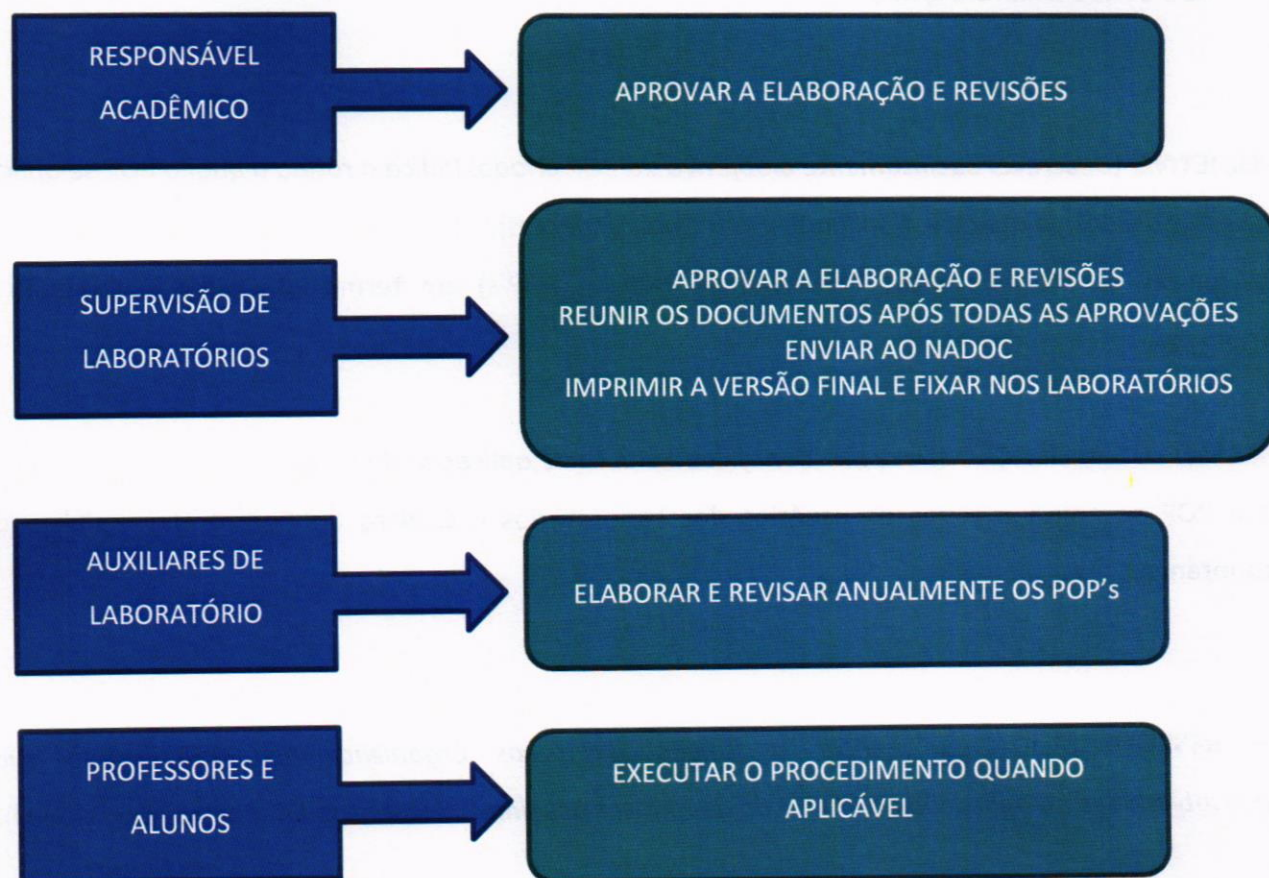 RESPONSÁVEL
ACADÊMICO
APROVAR A ELABORAÇÃO E REVISÕES
SUPERVISÃO DE
LABORATÓRIOS
APROVAR A ELABORAÇÃO E REVISÕES
REUNIR OS DOCUMENTOS APÓS TODAS AS APROVAÇÕES
ENVIAR AO NADOC
IMPRIMIR A VERSÃO FINAL E FIXAR NOS LABORATÓRIOS
AUXILIARES DE
LABORATÓRIO
ELABORAR E REVISAR ANUALMENTE OS POP's
PROFESSORES E
ALUNOS
EXECUTAR O PROCEDIMENTO QUANDO
APLICÁVEL